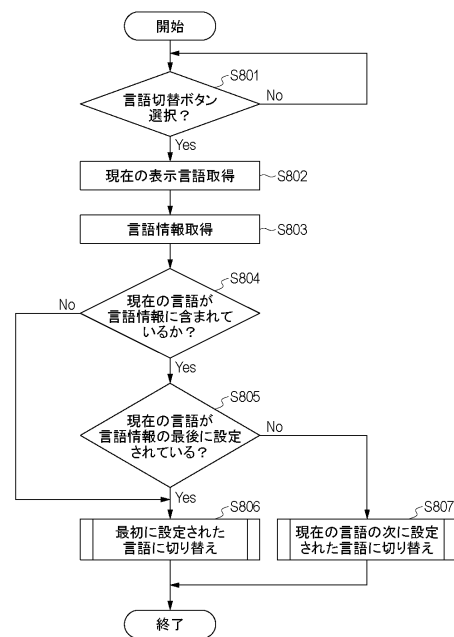 開始
S801
言語切替ボタン
選択?
No
Yes
現在の表示言語取得
S802
言語情報取得
S803
S804
No
現在の言語が
言語情報に含まれて
いるか?
Yes
S805
現在の言語が
言語情報の最後に設定
されている?
No
Yes
S806
最初に設定された
言語に切り替え
S807
現在の言語の次に設定
された言語に切り替え
終了